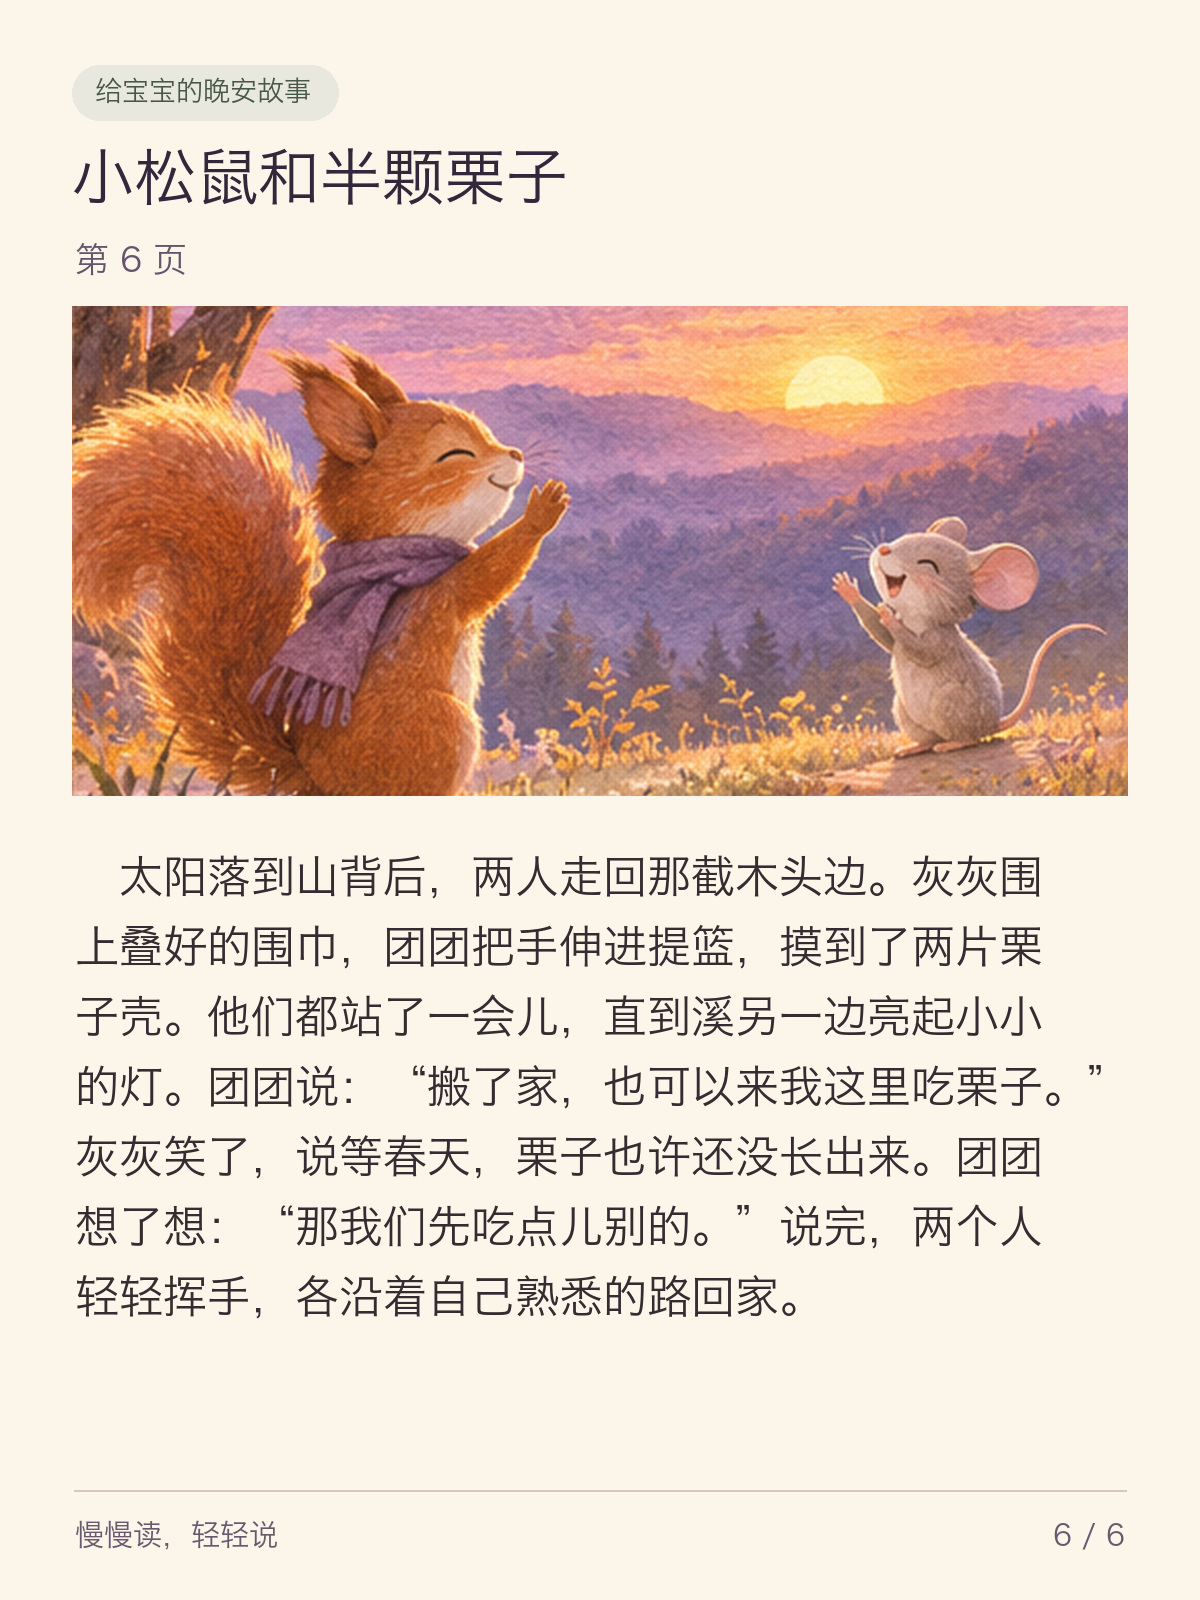 给宝宝的晚安故事
小松鼠和半颗栗子
第 6 页
太阳落到山背后，两人走回那截木头边。灰灰围
上叠好的围巾，团团把手伸进提篮，摸到了两片栗
子壳。他们都站了一会儿，直到溪另一边亮起小小
的灯。团团说：“搬了家，也可以来我这里吃栗子。”
灰灰笑了，说等春天，栗子也许还没长出来。团团
想了想：“那我们先吃点儿别的。”说完，两个人
轻轻挥手，各沿着自己熟悉的路回家。
慢慢读，轻轻说
6 / 6